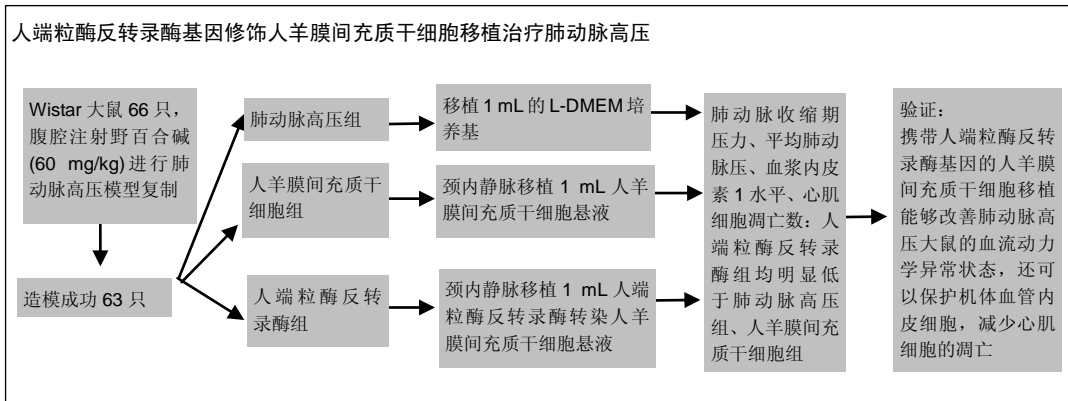 人端粒酶反转录酶基因修饰人羊膜间充质干细胞移植治疗肺动脉高压
Wistar 大鼠 66 只，
腹腔注射野百合碱
(60 mg/kg)进行肺
动脉高压模型复制
造模成功 63 只
肺动脉高压组
人羊膜间充质干
细胞组
人端粒酶反转
录酶组
移植 1 mL 的 L-DMEM 培
养基
颈内静脉移植 1 mL 人羊
膜间充质干细胞悬液
颈内静脉移植 1 mL 人端
粒酶反转录酶转染人羊
膜间充质干细胞悬液
肺动脉收缩期
压力、平均肺动
脉压、血浆内皮
素 1 水平、心肌
细胞凋亡数：人
端粒酶反转录
酶组均明显低
于肺动脉高压
组、人羊膜间充
质干细胞组
验证：
携带人端粒酶反转
录酶基因的人羊膜
间充质干细胞移植
能够改善肺动脉高
压大鼠的血流动力
学异常状态，还可
以保护机体血管内
皮细胞，减少心肌
细胞的凋亡